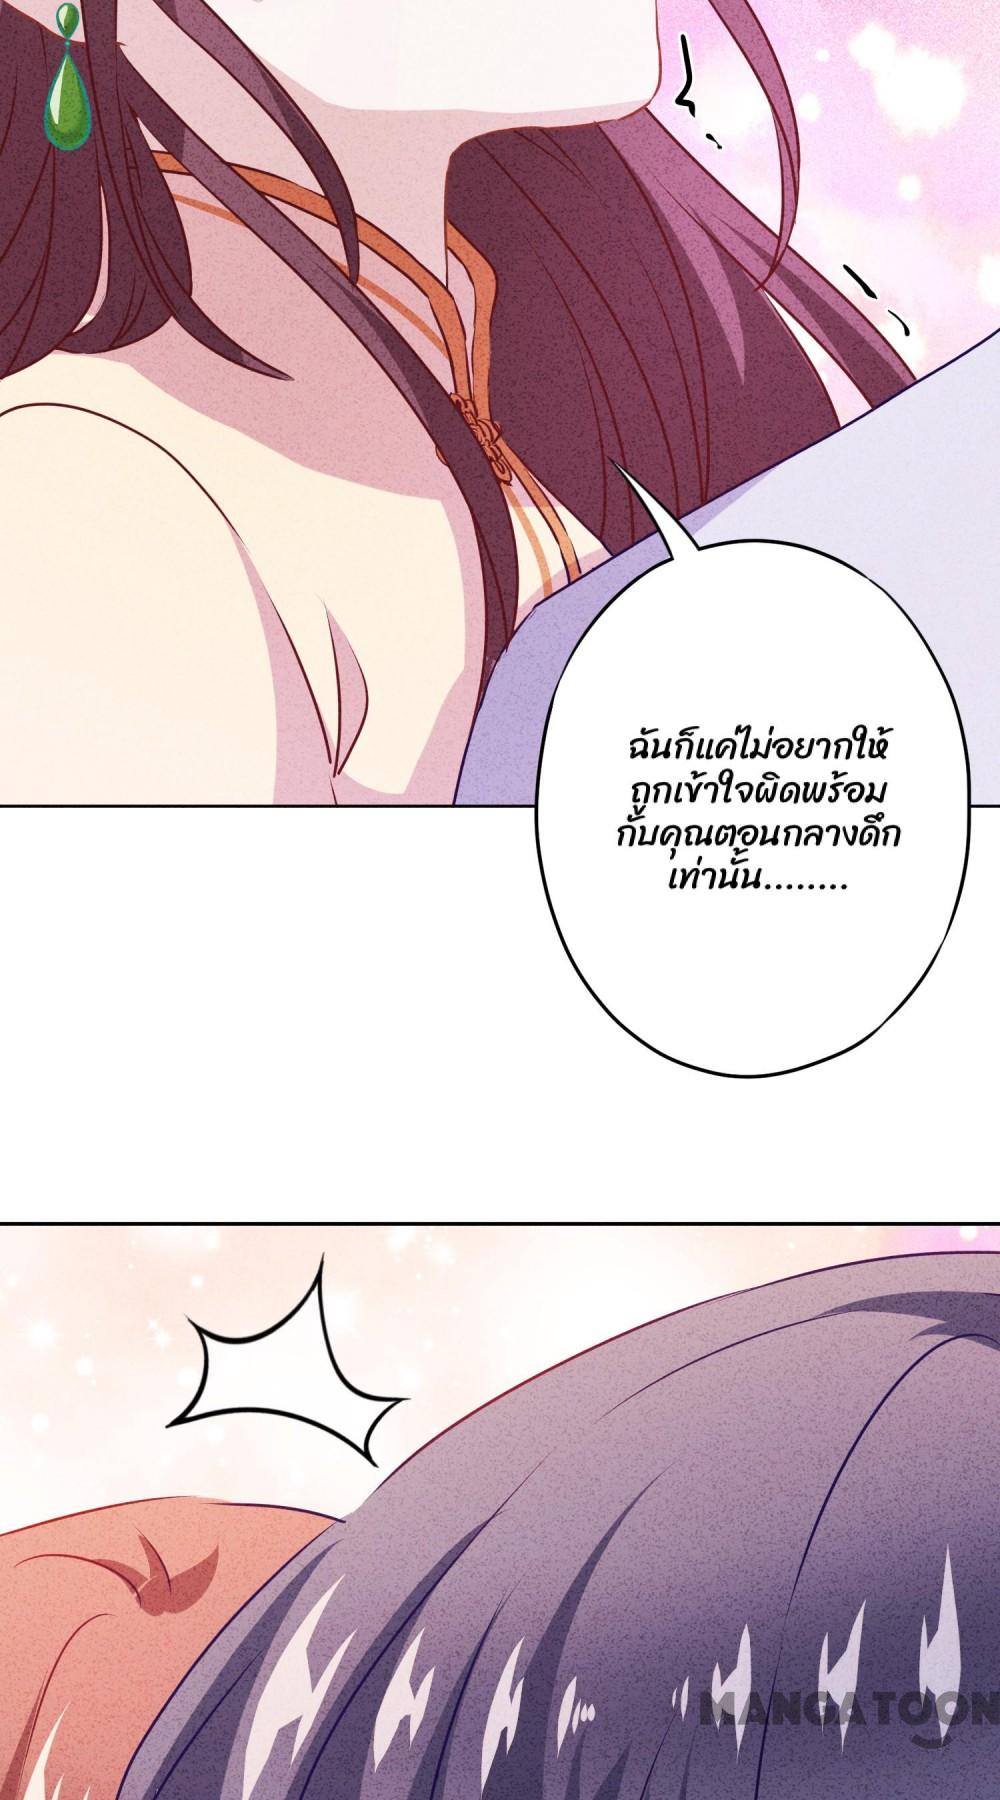 ฉันก็แค่ไม่อยากให้
ถูกเข้าใจผิดพร้อม
กับคุณตอนกลางดึก
เท่านั้น........
MANGATOON